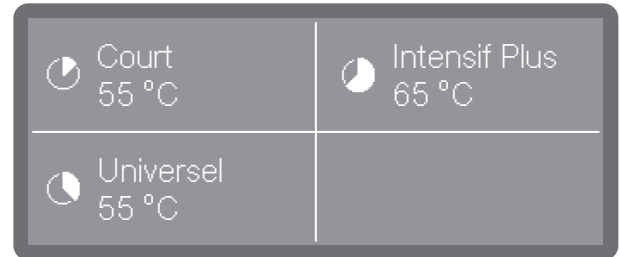 Court
55 °C
Intensif Plus
65 °C
Universel
55 °C